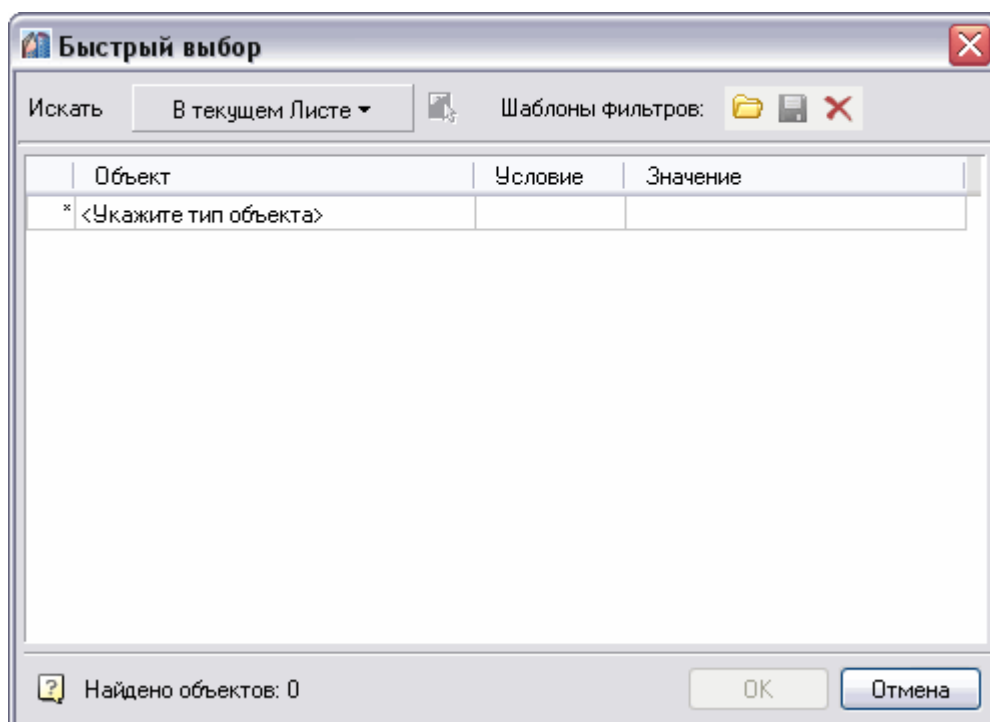 Быстрый выбор
Искать В текущем Листе Шаблоны фильтров:
Объект Условие Значение
* <Укажите тип объекта>
Найдено объектов: 0 OK Отмена